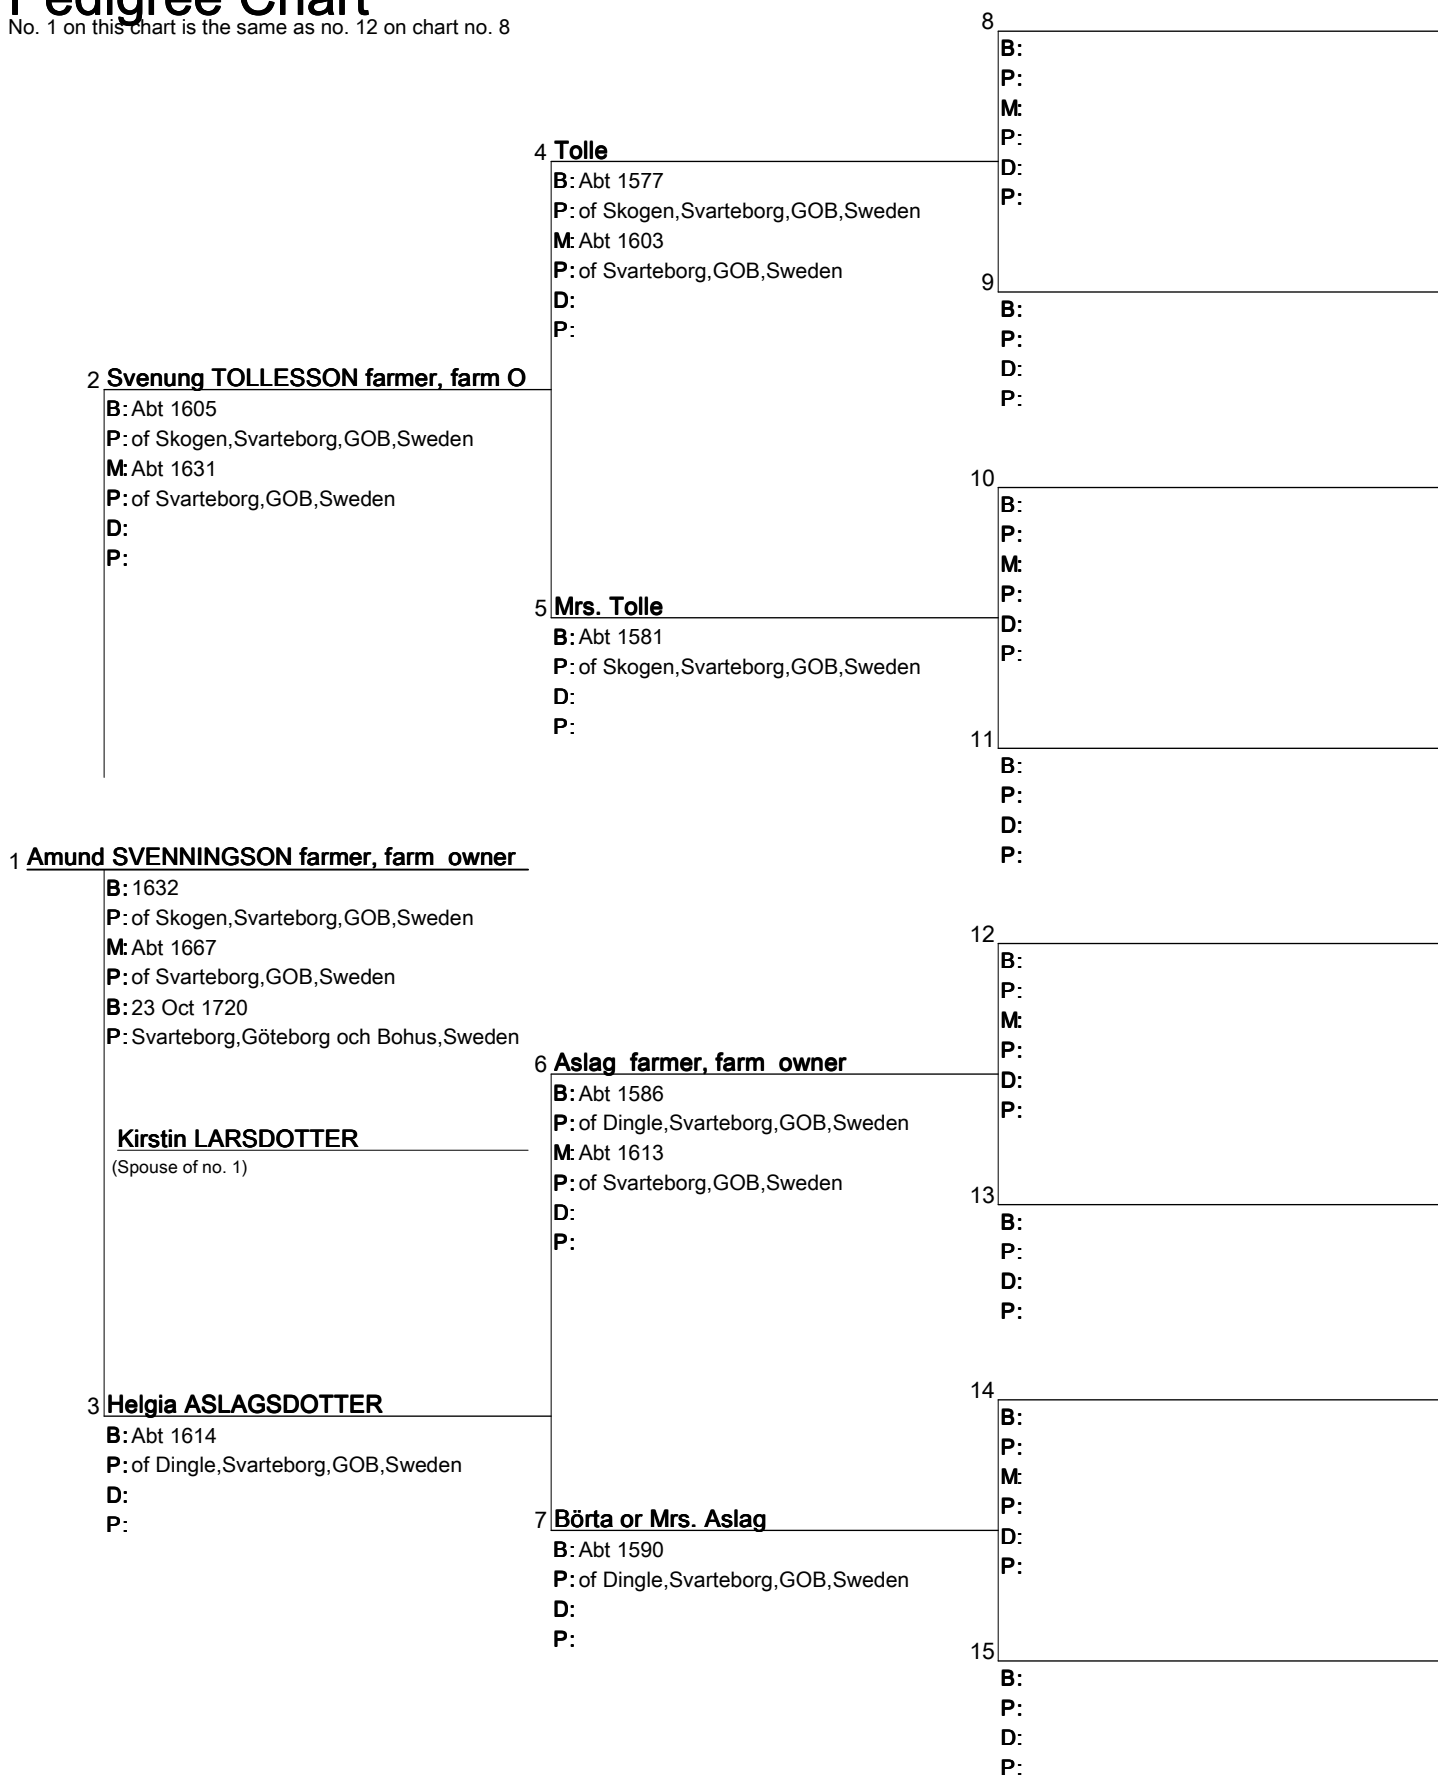 Pedigree Chart
No. 1 on this chart is the same as no. 12 on chart no. 8
8
B:
P:
M:
P:
D:
P:
4 Tolle
B: Abt 1577
P: of Skogen,Svarteborg,GOB,Sweden
M: Abt 1603
P: of Svarteborg,GOB,Sweden
D:
P:
9
B:
P:
D:
P:
2 Svenung TOLLESSON farmer, farm O
B: Abt 1605
P: of Skogen,Svarteborg,GOB,Sweden
M: Abt 1631
P: of Svarteborg,GOB,Sweden
D:
P:
10
B:
P:
M:
P:
D:
P:
5 Mrs. Tolle
B: Abt 1581
P: of Skogen,Svarteborg,GOB,Sweden
D:
P:
11
B:
P:
D:
P:
1 Amund SVENNINGSON farmer, farm owner
B: 1632
P: of Skogen,Svarteborg,GOB,Sweden
M: Abt 1667
P: of Svarteborg,GOB,Sweden
B: 23 Oct 1720
P: Svarteborg,Göteborg och Bohus,Sweden
Kirstin LARSDOTTER
(Spouse of no. 1)
12
B:
P:
M:
P:
D:
P:
6 Aslag farmer, farm owner
B: Abt 1586
P: of Dingle,Svarteborg,GOB,Sweden
M: Abt 1613
P: of Svarteborg,GOB,Sweden
D:
P:
13
B:
P:
D:
P:
3 Helgia ASLAGSDOTTER
B: Abt 1614
P: of Dingle,Svarteborg,GOB,Sweden
D:
P:
14
B:
P:
M:
P:
D:
P:
7 Börta or Mrs. Aslag
B: Abt 1590
P: of Dingle,Svarteborg,GOB,Sweden
D:
P:
15
B:
P:
D:
P: